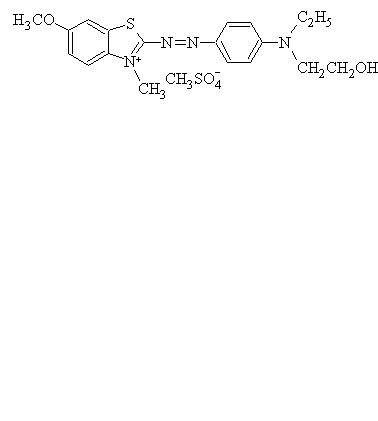 C₂H₅
H₃CO S
N=N N
N⁺ CH₂CH₂OH
CH₃SO₄⁻
CH₃